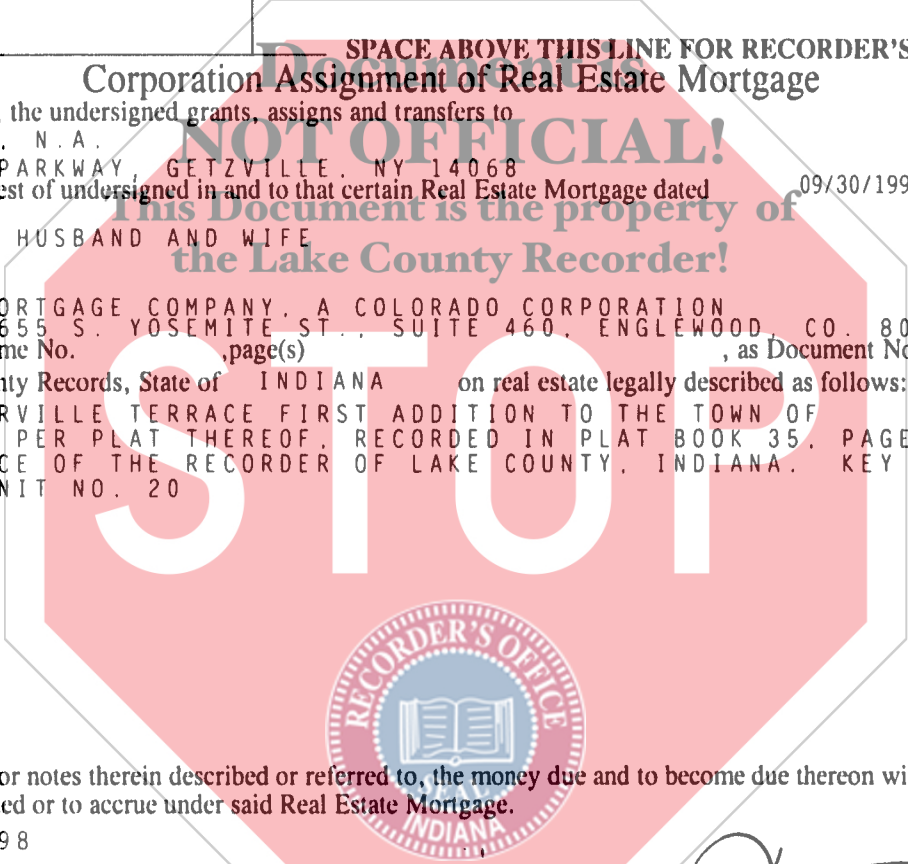 SPACE ABOVE THIS LINE FOR RECORDER'S
Corporation Assignment of Real Estate Mortgage
Document is
the undersigned grants, assigns and transfers to
NOT OFFICIAL!
. N.A.
PARKWAY, GETZVILLE, NY 14068
est of undersigned in and to that certain Real Estate Mortgage dated 09/30/199
This Document is the property of
HUSBAND AND WIFE
the Lake County Recorder!
ORTGAGE COMPANY, A COLORADO CORPORATION
655 S. YOSEMITE ST., SUITE 460, ENGLEWOOD, CO. 80
me No. ,page(s) , as Document No
nty Records, State of INDIANA on real estate legally described as follows:
RVILLE TERRACE FIRST ADDITION TO THE TOWN OF
PER PLAT THEREOF, RECORDED IN PLAT BOOK 35, PAGE
CE OF THE RECORDER OF LAKE COUNTY, INDIANA. KEY
NIT NO. 20
STOP
RECORDER'S OFFICE
SEAL
INDIANA
or notes therein described or referred to, the money due and to become due thereon wi
ed or to accrue under said Real Estate Mortgage.
98